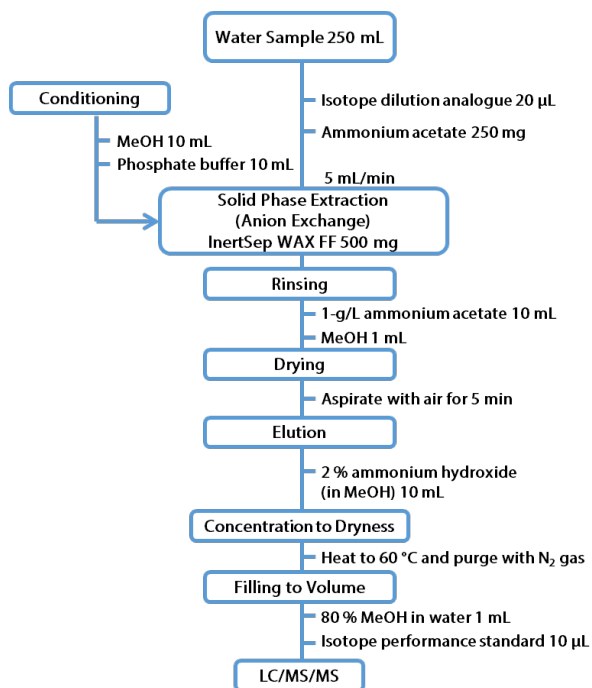 Water Sample 250 mL
Conditioning
Isotope dilution analogue 20 μL
Ammonium acetate 250 mg
MeOH 10 mL
Phosphate buffer 10 mL
5 mL/min
Solid Phase Extraction
(Anion Exchange)
InertSep WAX FF 500 mg
Rinsing
1-g/L ammonium acetate 10 mL
MeOH 1 mL
Drying
Aspirate with air for 5 min
Elution
2 % ammonium hydroxide
(in MeOH) 10 mL
Concentration to Dryness
Heat to 60 °C and purge with N₂ gas
Filling to Volume
80 % MeOH in water 1 mL
Isotope performance standard 10 μL
LC/MS/MS